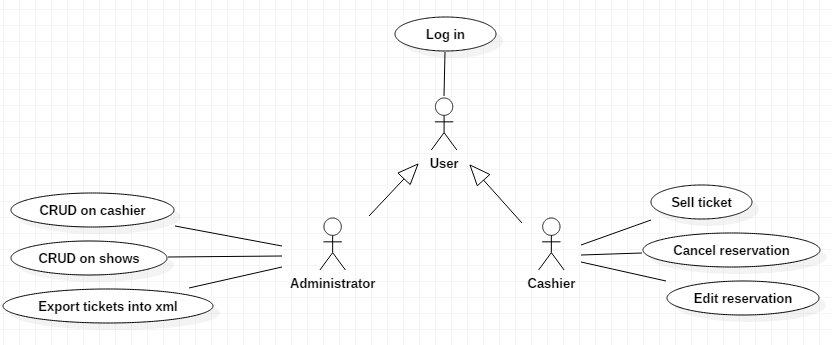 Log in
User
CRUD on cashier
CRUD on shows
Export tickets into xml
Administrator
Sell ticket
Cancel reservation
Edit reservation
Cashier